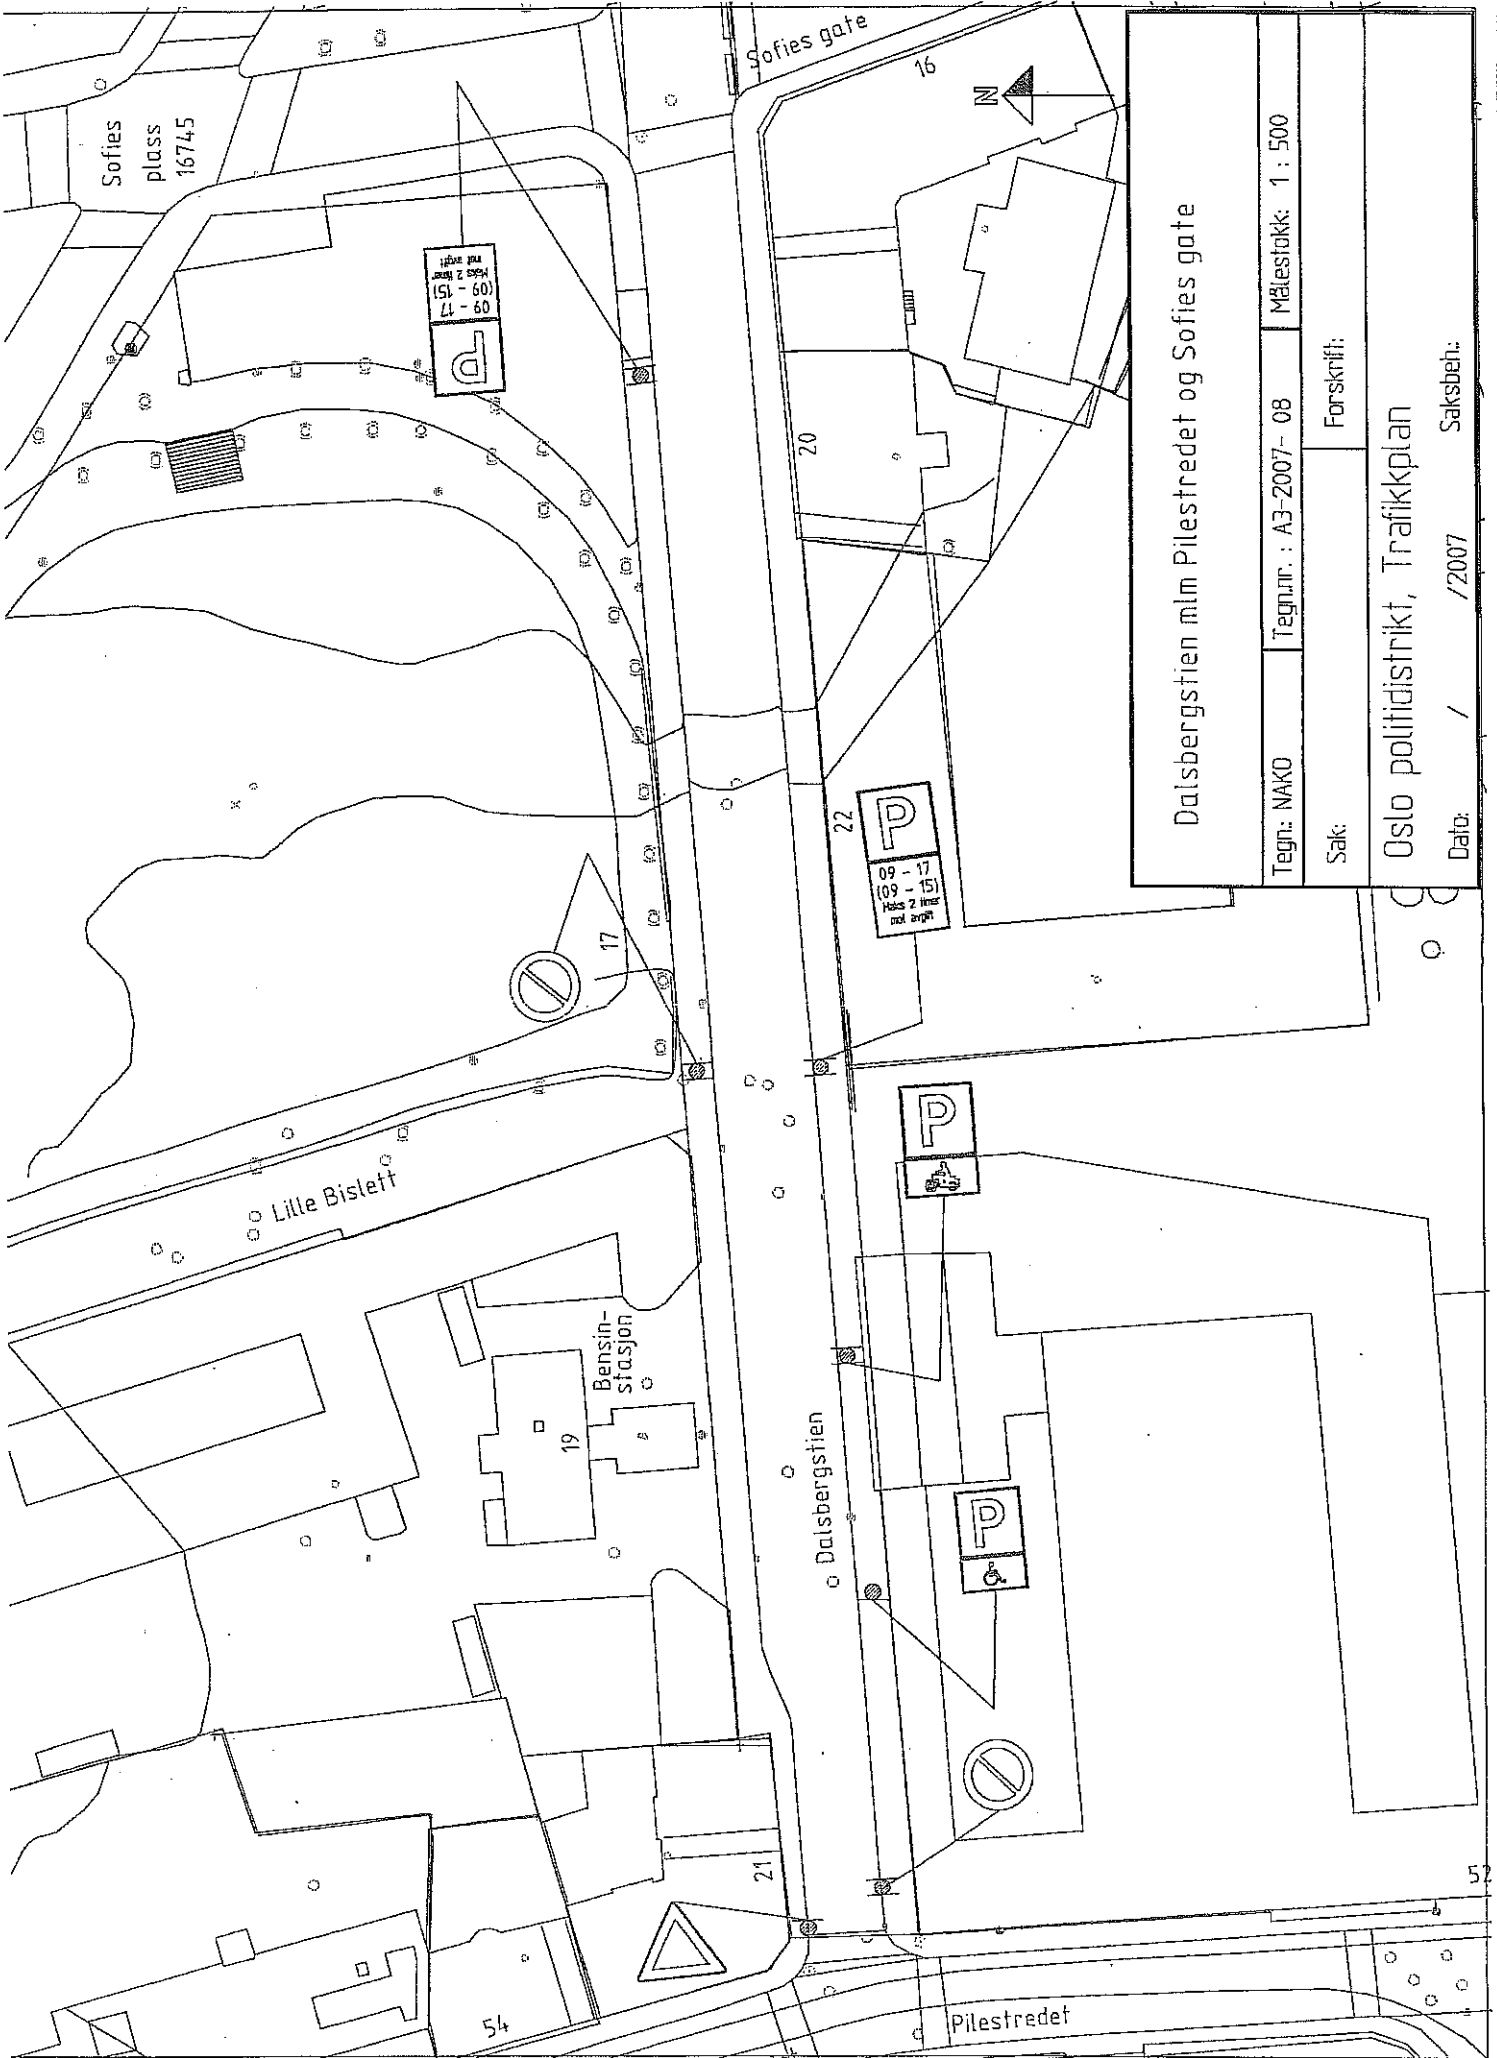 Sofies
plass
16745
Sofies gate
16
N
P
09 - 17
(09 - 15)
Maks 2 timer
mot avgift
20
22
P
09 - 17
(09 - 15)
Maks 2 timer
mot avgift
17
Lille Bislett
P
Bensin-
stasjon
19
Dalsbergstien
P
21
54
Pilestredet
52
Dalsbergstien mlm Pilestredet og Sofies gate
Tegn.: NAKO
Tegn.nr. : A3-2007- 08
Målestokk: 1 : 500
Sak:
Forskrift:
Oslo politidistrikt, Trafikkplan
Dato: / /2007 Saksbeh.: